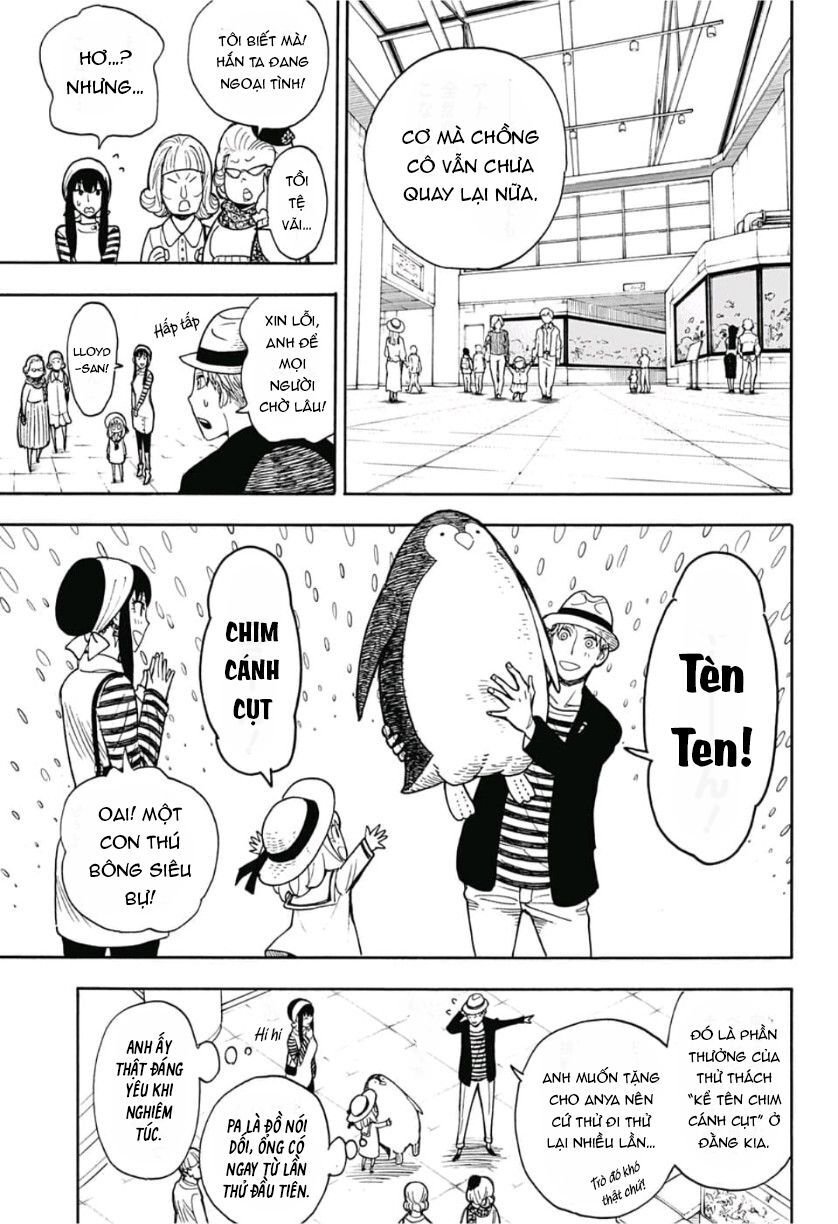 CƠ MÀ CHỒNG
CÔ VẪN CHƯA
QUAY LẠI NỮA.
TÔI BIẾT MÀ!
HẮN TA ĐANG
NGOẠI TÌNH!
TỒI
TỆ
VÃI...
HƠ...?
NHƯNG...
XIN LỖI,
ANH ĐỂ
MỌI
NGƯỜI
CHỜ LÂU!
Hấp tấp
LLOYD
-SAN!
Tèn
Ten!
CHIM
CÁNH
CỤT
OAI! MỘT
CON THÚ
BÔNG SIÊU
BỰ!
ĐÓ LÀ PHẦN
THƯỞNG CỦA
THỬ THÁCH
“KỂ TÊN CHIM
CÁNH CỤT” Ở
ĐẰNG KIA.
ANH MUỐN TẶNG
CHO ANYA NÊN
CỨ THỬ ĐI THỬ
LẠI NHIỀU LẦN...
Trò đó khó
thật chứ!
PA LÀ ĐỒ NÓI
DỐI, ỔNG CÓ
NGAY TỪ LẦN
THỬ ĐẦU TIÊN.
Hí hí
ANH ẤY
THẬT ĐÁNG
YÊU KHI
NGHIÊM
TÚC.